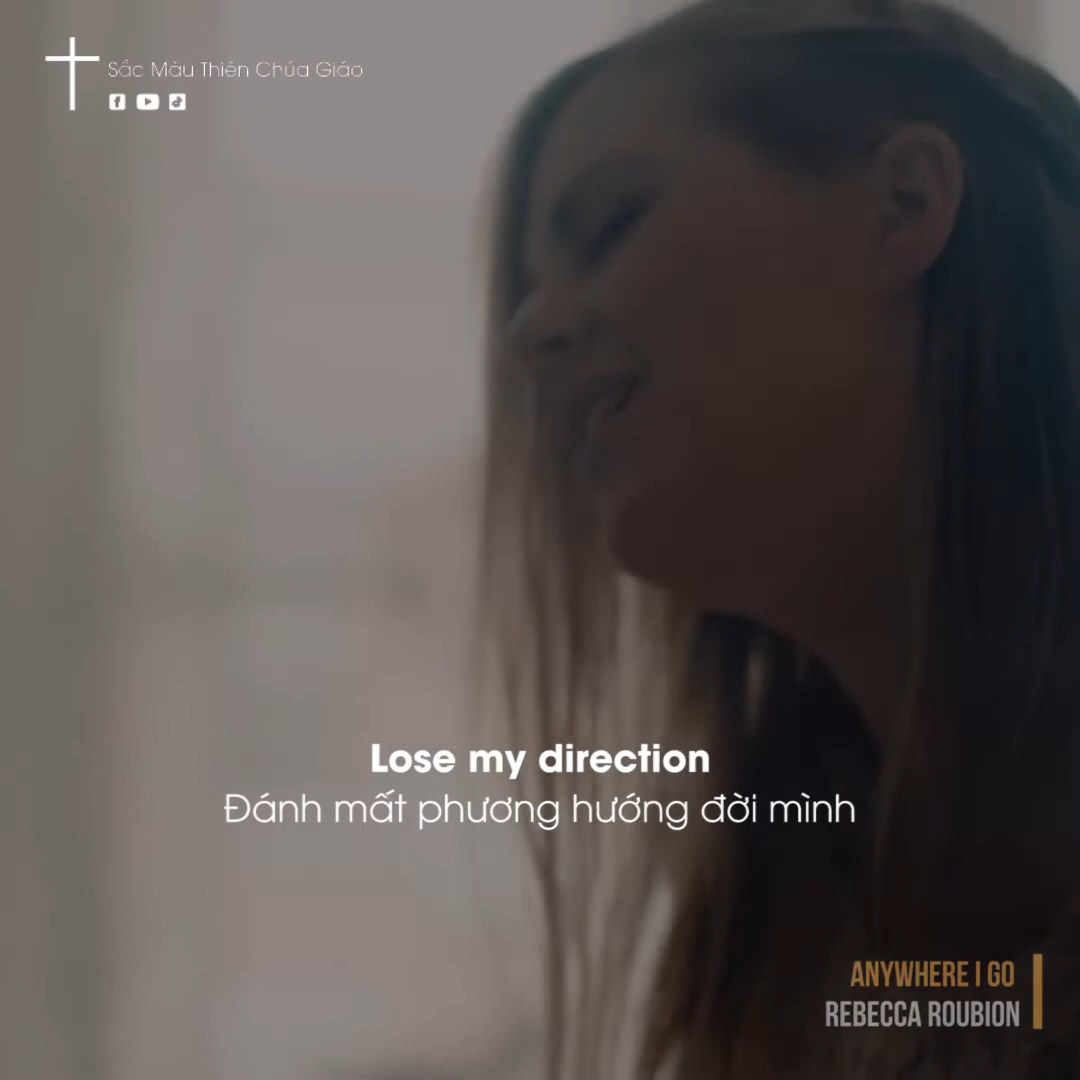 Sắc Màu Thiên Chúa Giáo
Lose my direction
Đánh mất phương hướng đời mình
ANYWHERE I GO
REBECCA ROUBION